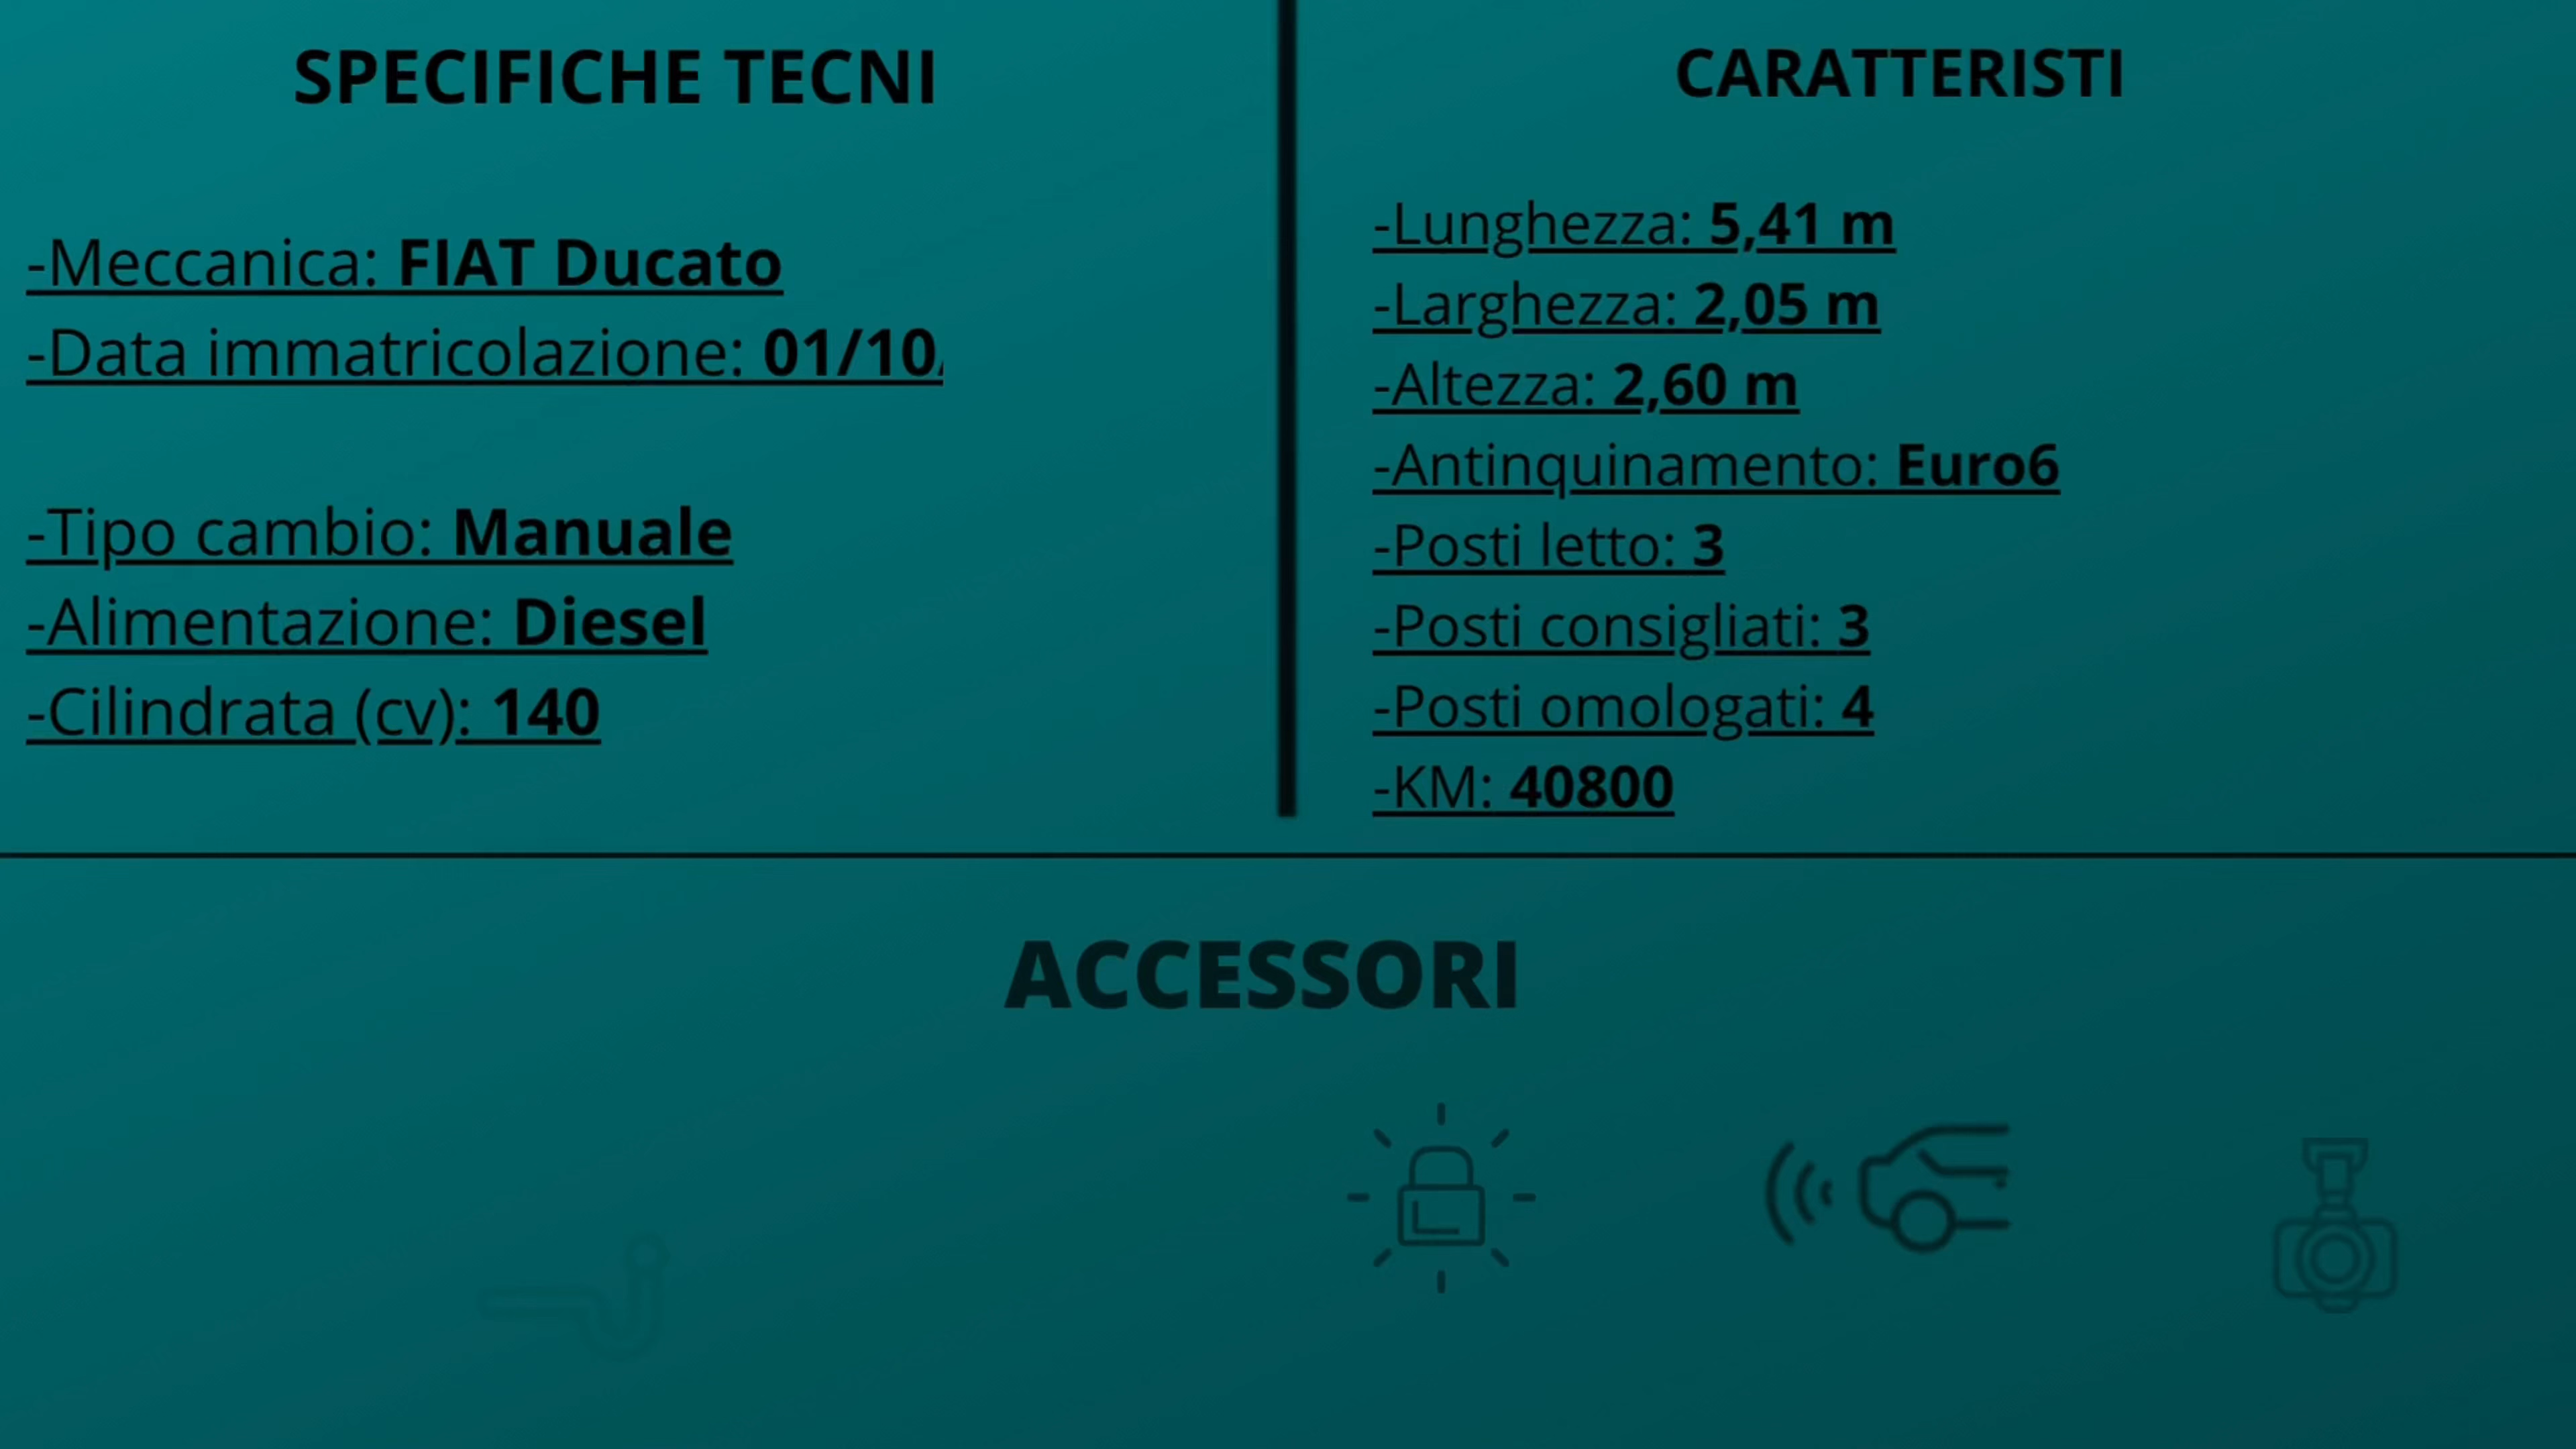 SPECIFICHE TECNI
-Meccanica: FIAT Ducato
-Data immatricolazione: 01/10
-Tipo cambio: Manuale
-Alimentazione: Diesel
-Cilindrata (cv): 140
CARATTERISTI
-Lunghezza: 5,41 m
-Larghezza: 2,05 m
-Altezza: 2,60 m
-Antinquinamento: Euro6
-Posti letto: 3
-Posti consigliati: 3
-Posti omologati: 4
-KM: 40800
ACCESSORI